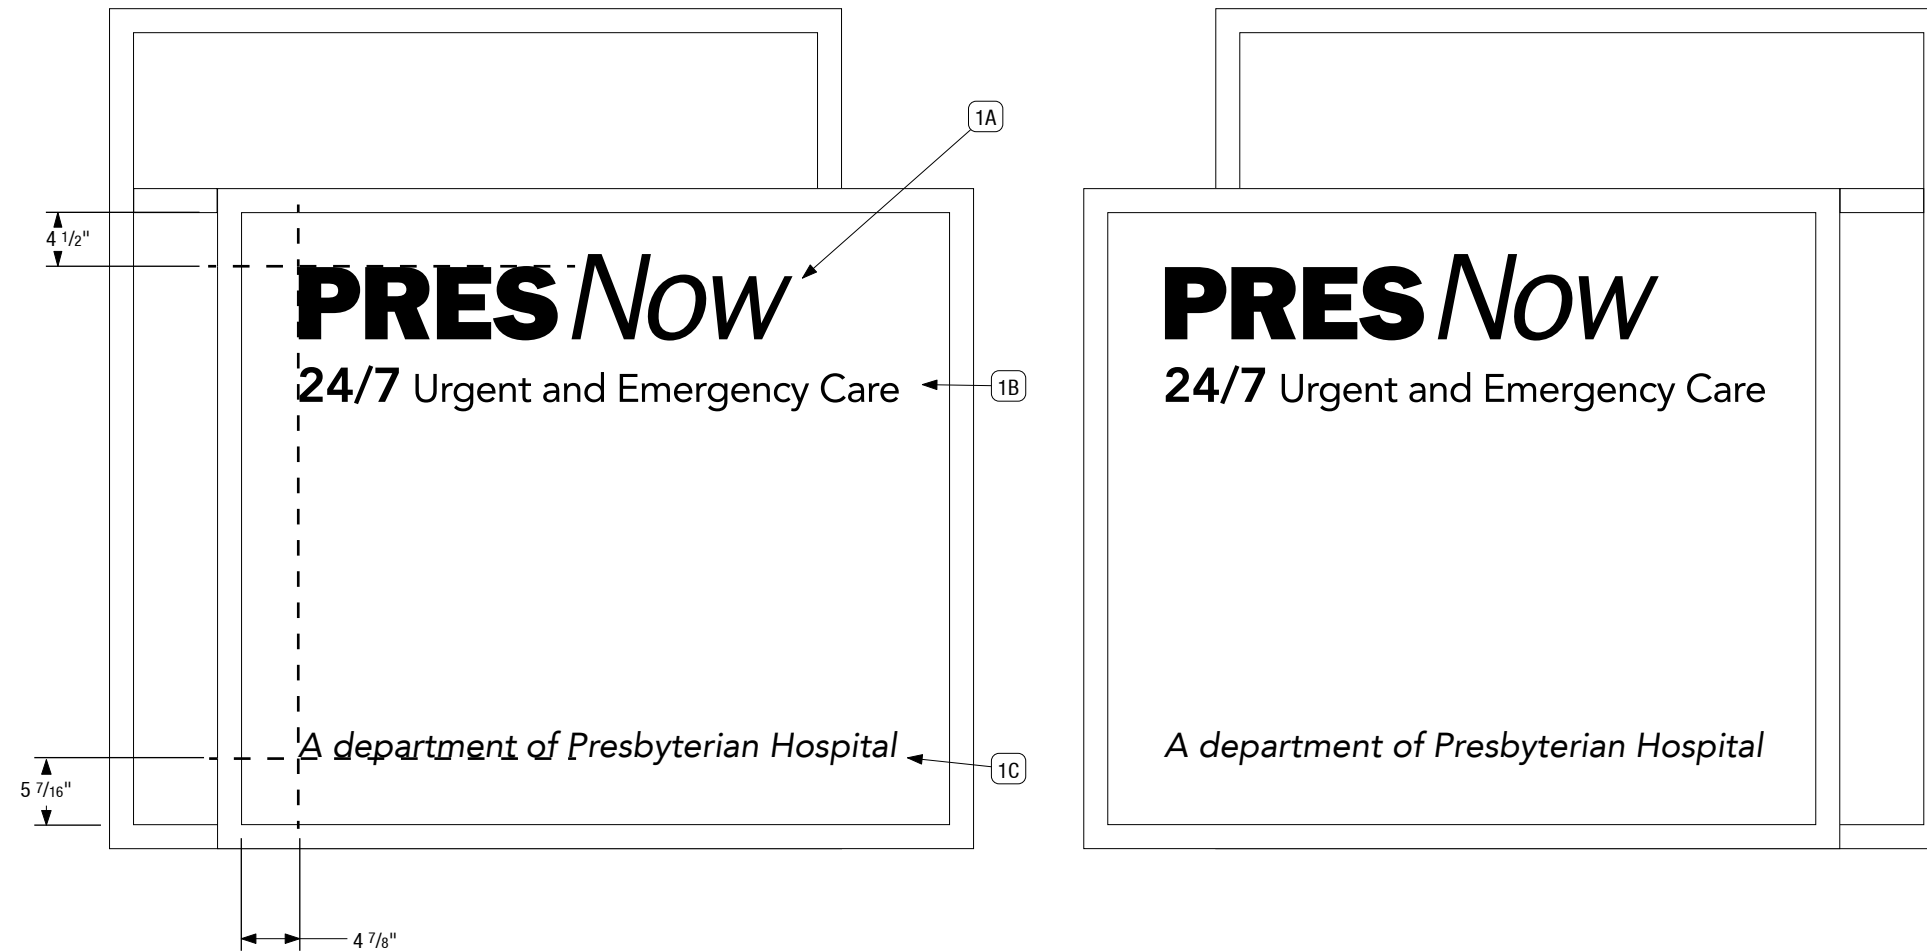 1A
4 1/2"
PRES Now
24/7 Urgent and Emergency Care
1B
A department of Presbyterian Hospital
1C
5 7/16"
4 7/8"
PRES Now
24/7 Urgent and Emergency Care
A department of Presbyterian Hospital